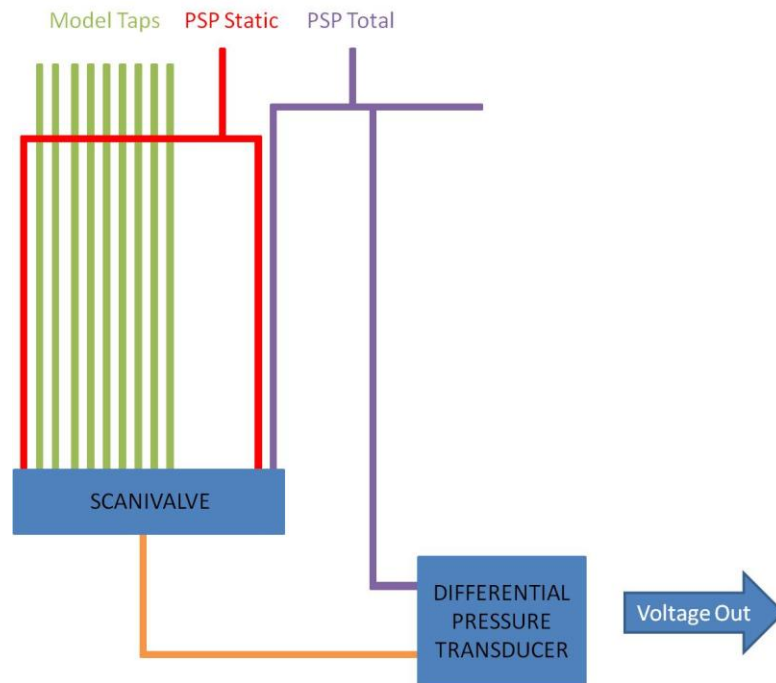 Model Taps
PSP Static
PSP Total
SCANIVALVE
DIFFERENTIAL
PRESSURE
TRANSDUCER
Voltage Out